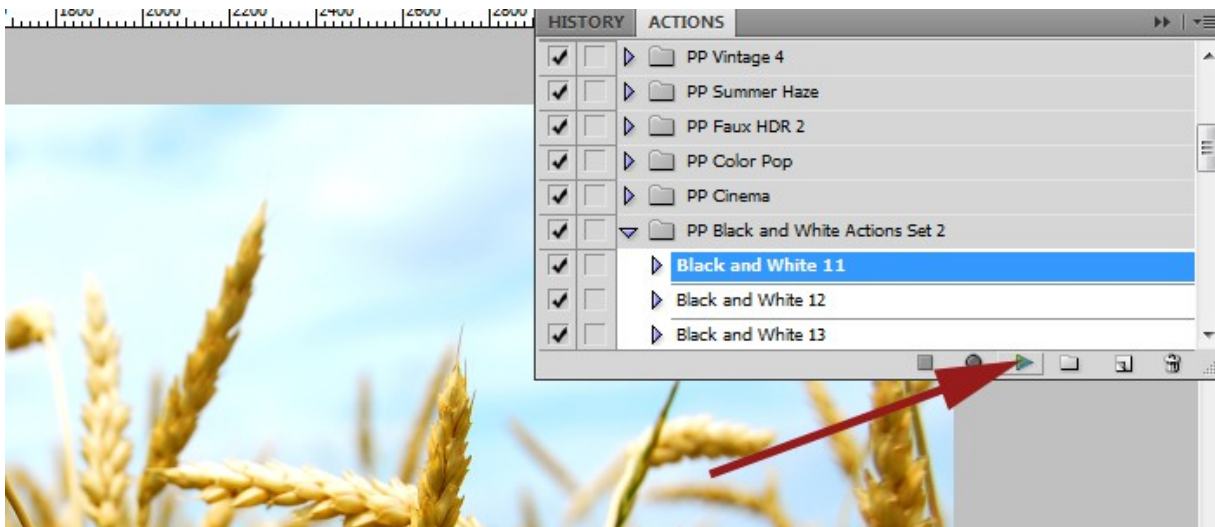 1800 2000 2200 2400 2600 2800
HISTORY ACTIONS
PP Vintage 4
PP Summer Haze
PP Faux HDR 2
PP Color Pop
PP Cinema
PP Black and White Actions Set 2
Black and White 11
Black and White 12
Black and White 13